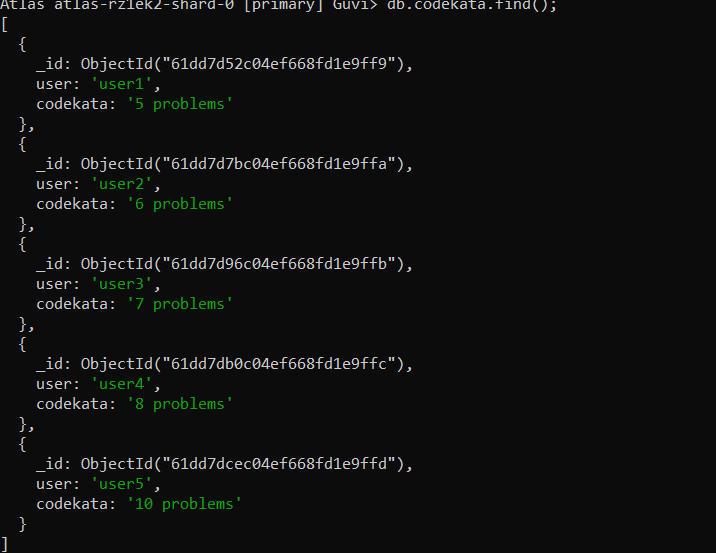 Atlas atlas-rz1ek2-shard-0 [primary] Guvi> db.codekata.find();
[
  {
    _id: ObjectId("61dd7d52c04ef668fd1e9ff9"),
    user: 'user1',
    codekata: '5 problems'
  },
  {
    _id: ObjectId("61dd7d7bc04ef668fd1e9ffa"),
    user: 'user2',
    codekata: '6 problems'
  },
  {
    _id: ObjectId("61dd7d96c04ef668fd1e9ffb"),
    user: 'user3',
    codekata: '7 problems'
  },
  {
    _id: ObjectId("61dd7db0c04ef668fd1e9ffc"),
    user: 'user4',
    codekata: '8 problems'
  },
  {
    _id: ObjectId("61dd7dcec04ef668fd1e9ffd"),
    user: 'user5',
    codekata: '10 problems'
  }
]